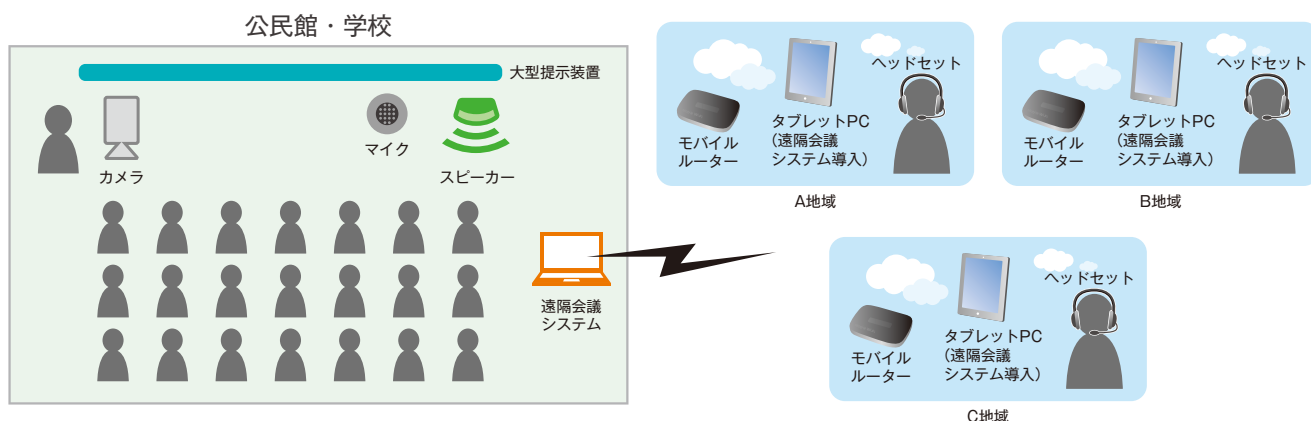 公民館・学校
大型提示装置
カメラ
マイク
スピーカー
遠隔会議
システム
ヘッドセット
モバイル
ルーター
タブレットPC
(遠隔会議
システム導入)
A地域
ヘッドセット
モバイル
ルーター
タブレットPC
(遠隔会議
システム導入)
B地域
ヘッドセット
モバイル
ルーター
タブレットPC
(遠隔会議
システム導入)
C地域